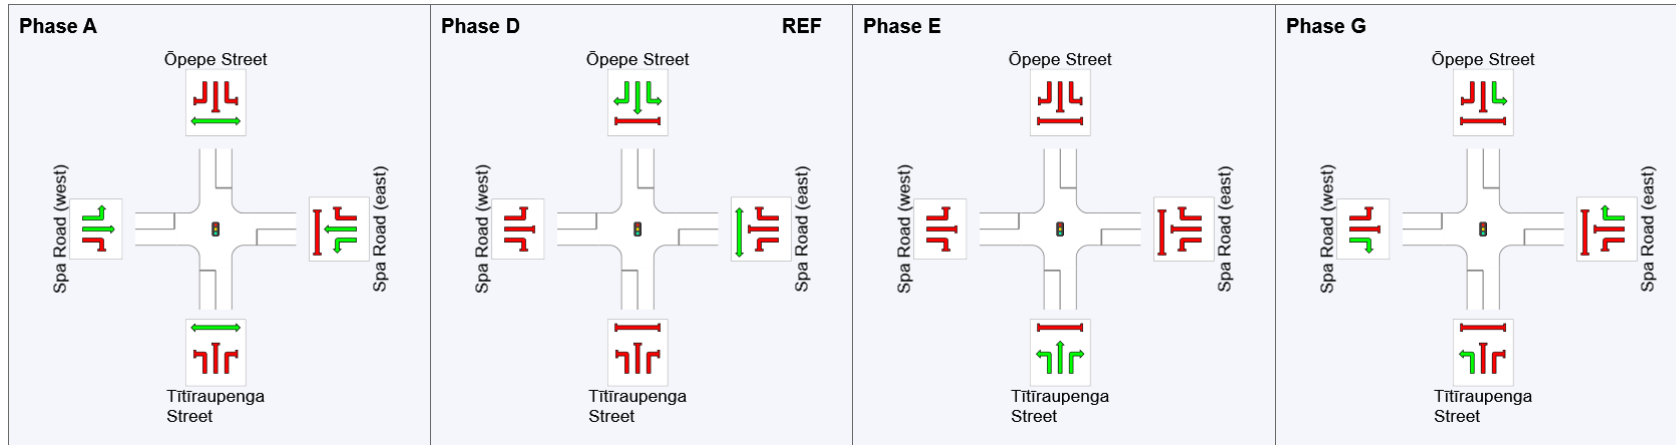 Phase A
Ōpepe Street
Spa Road (west)
Spa Road (east)
Tītīraupenga
Street
Phase D
REF
Ōpepe Street
Spa Road (west)
Spa Road (east)
Tītīraupenga
Street
Phase E
Ōpepe Street
Spa Road (west)
Spa Road (east)
Tītīraupenga
Street
Phase G
Ōpepe Street
Spa Road (west)
Spa Road (east)
Tītīraupenga
Street